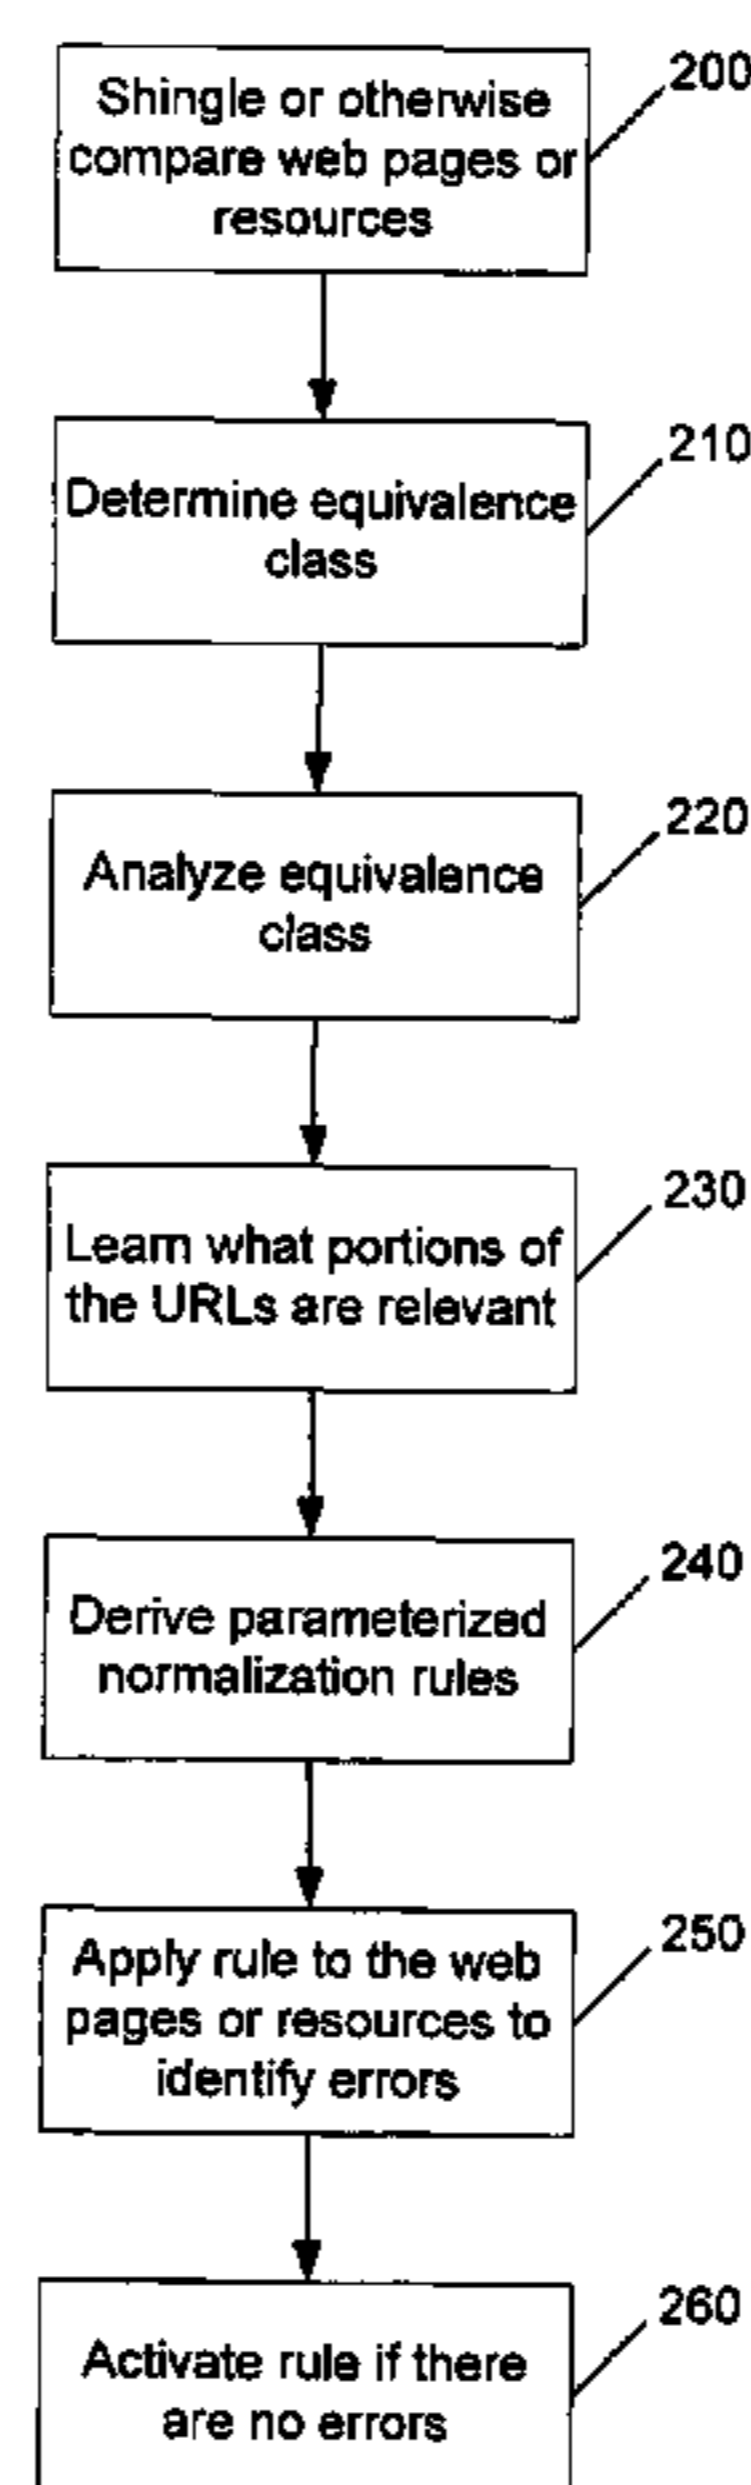 Shingle or otherwise
compare web pages or
resources
200
Determine equivalence
class
210
Analyze equivalence
class
220
Learn what portions of
the URLs are relevant
230
Derive parameterized
normalization rules
240
Apply rule to the web
pages or resources to
identify errors
250
Activate rule if there
are no errors
260